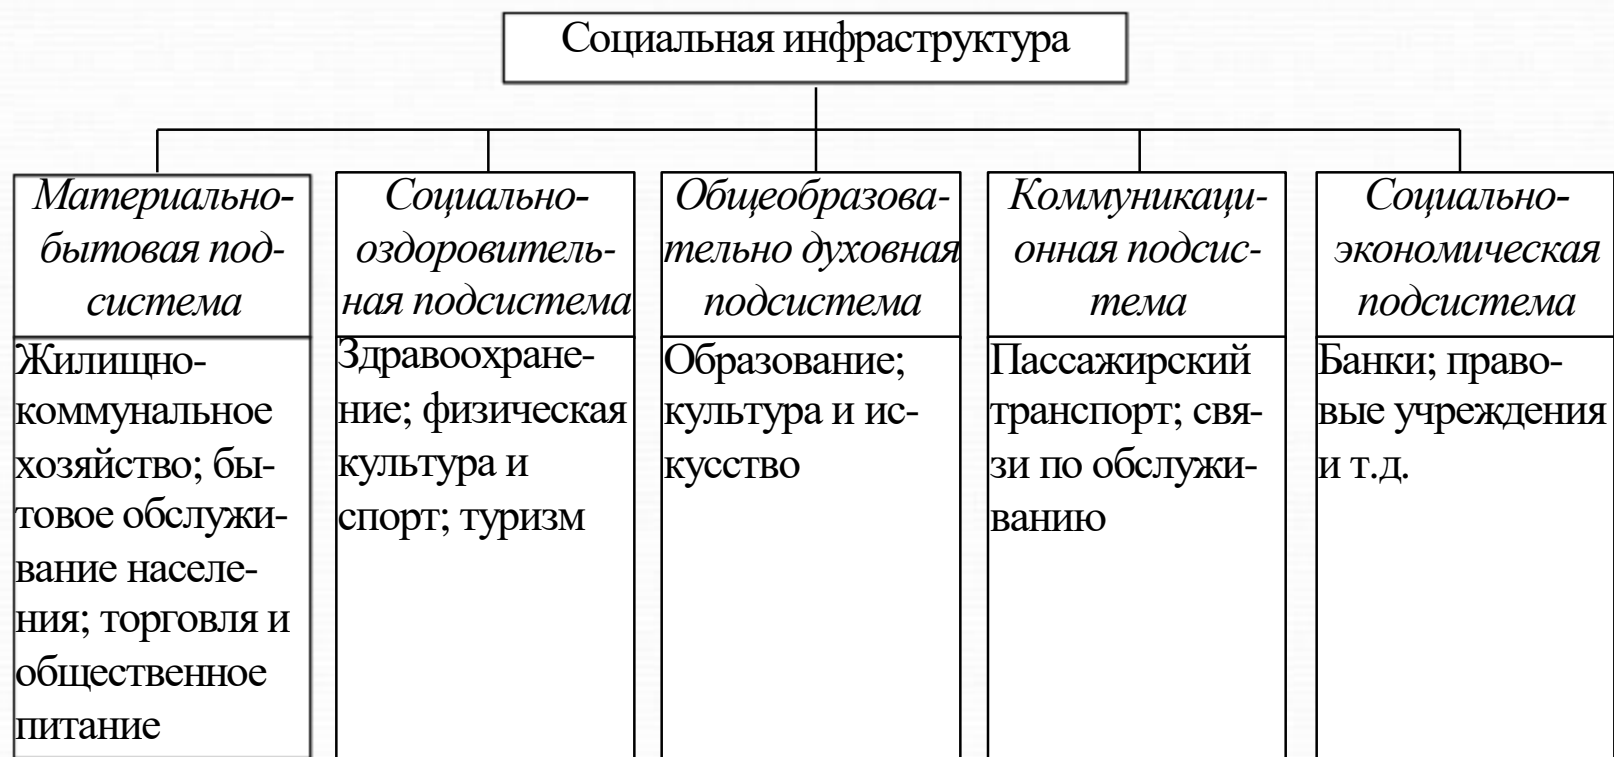 Социальная инфраструктура
Материально-
бытовая под-
система
Жилищно-
коммунальное
хозяйство; бы-
товое обслужи-
вание населе-
ния; торговля и
общественное
питание
Социально-
оздоровитель-
ная подсистема
Здравоохране-
ние; физическая
культура и
спорт; туризм
Общеобразова-
тельно духовная
подсистема
Образование;
культура и ис-
кусство
Коммуникаци-
онная подсис-
тема
Пассажирский
транспорт; свя-
зи по обслужи-
ванию
Социально-
экономическая
подсистема
Банки; право-
вые учреждения
и т.д.